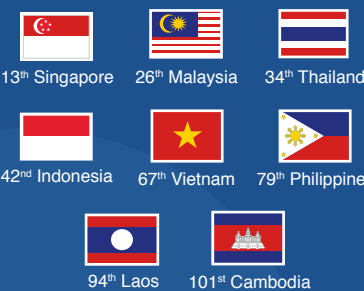 13th Singapore 26th Malaysia 34th Thailand
42nd Indonesia 67th Vietnam 79th Philippine
94th Laos 101st Cambodia